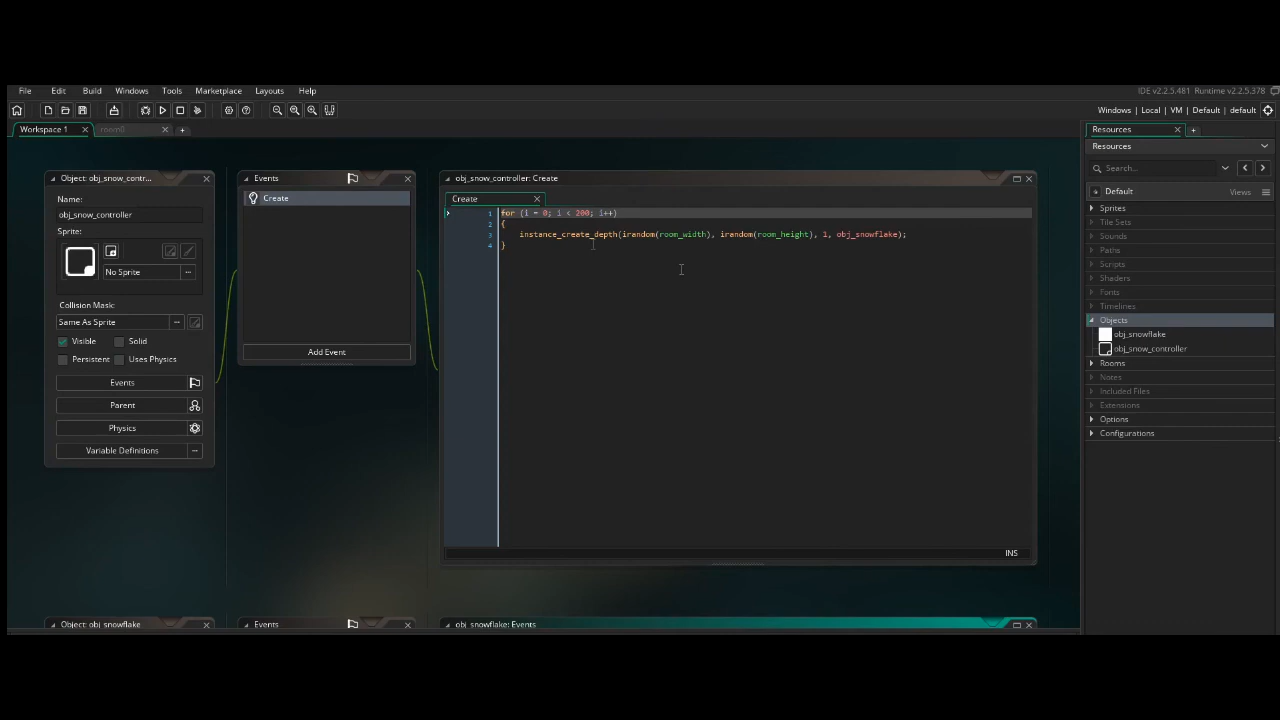 File Edit Build Windows Tools Marketplace Layouts Help
IDE v2.2.5.481 Runtime v2.2.5.378
Windows | Local | VM | Default | default
Workspace 1
room0
Resources
Resources
Search...
Default
Views
Sprites
Tile Sets
Sounds
Paths
Scripts
Shaders
Fonts
Timelines
Objects
obj_snowflake
obj_snow_controller
Rooms
Notes
Included Files
Extensions
Options
Configurations
Object: obj_snow_contr...
Name:
obj_snow_controller
Sprite:
No Sprite
Collision Mask:
Same As Sprite
Visible
Solid
Persistent
Uses Physics
Events
Parent
Physics
Variable Definitions
Events
Create
Add Event
obj_snow_controller: Create
Create
1 for (i = 0; i < 200; i++)
2 {
3 instance_create_depth(irandom(room_width), irandom(room_height), 1, obj_snowflake);
4 }
INS
Object: obj_snowflake
Events
obj_snowflake: Events